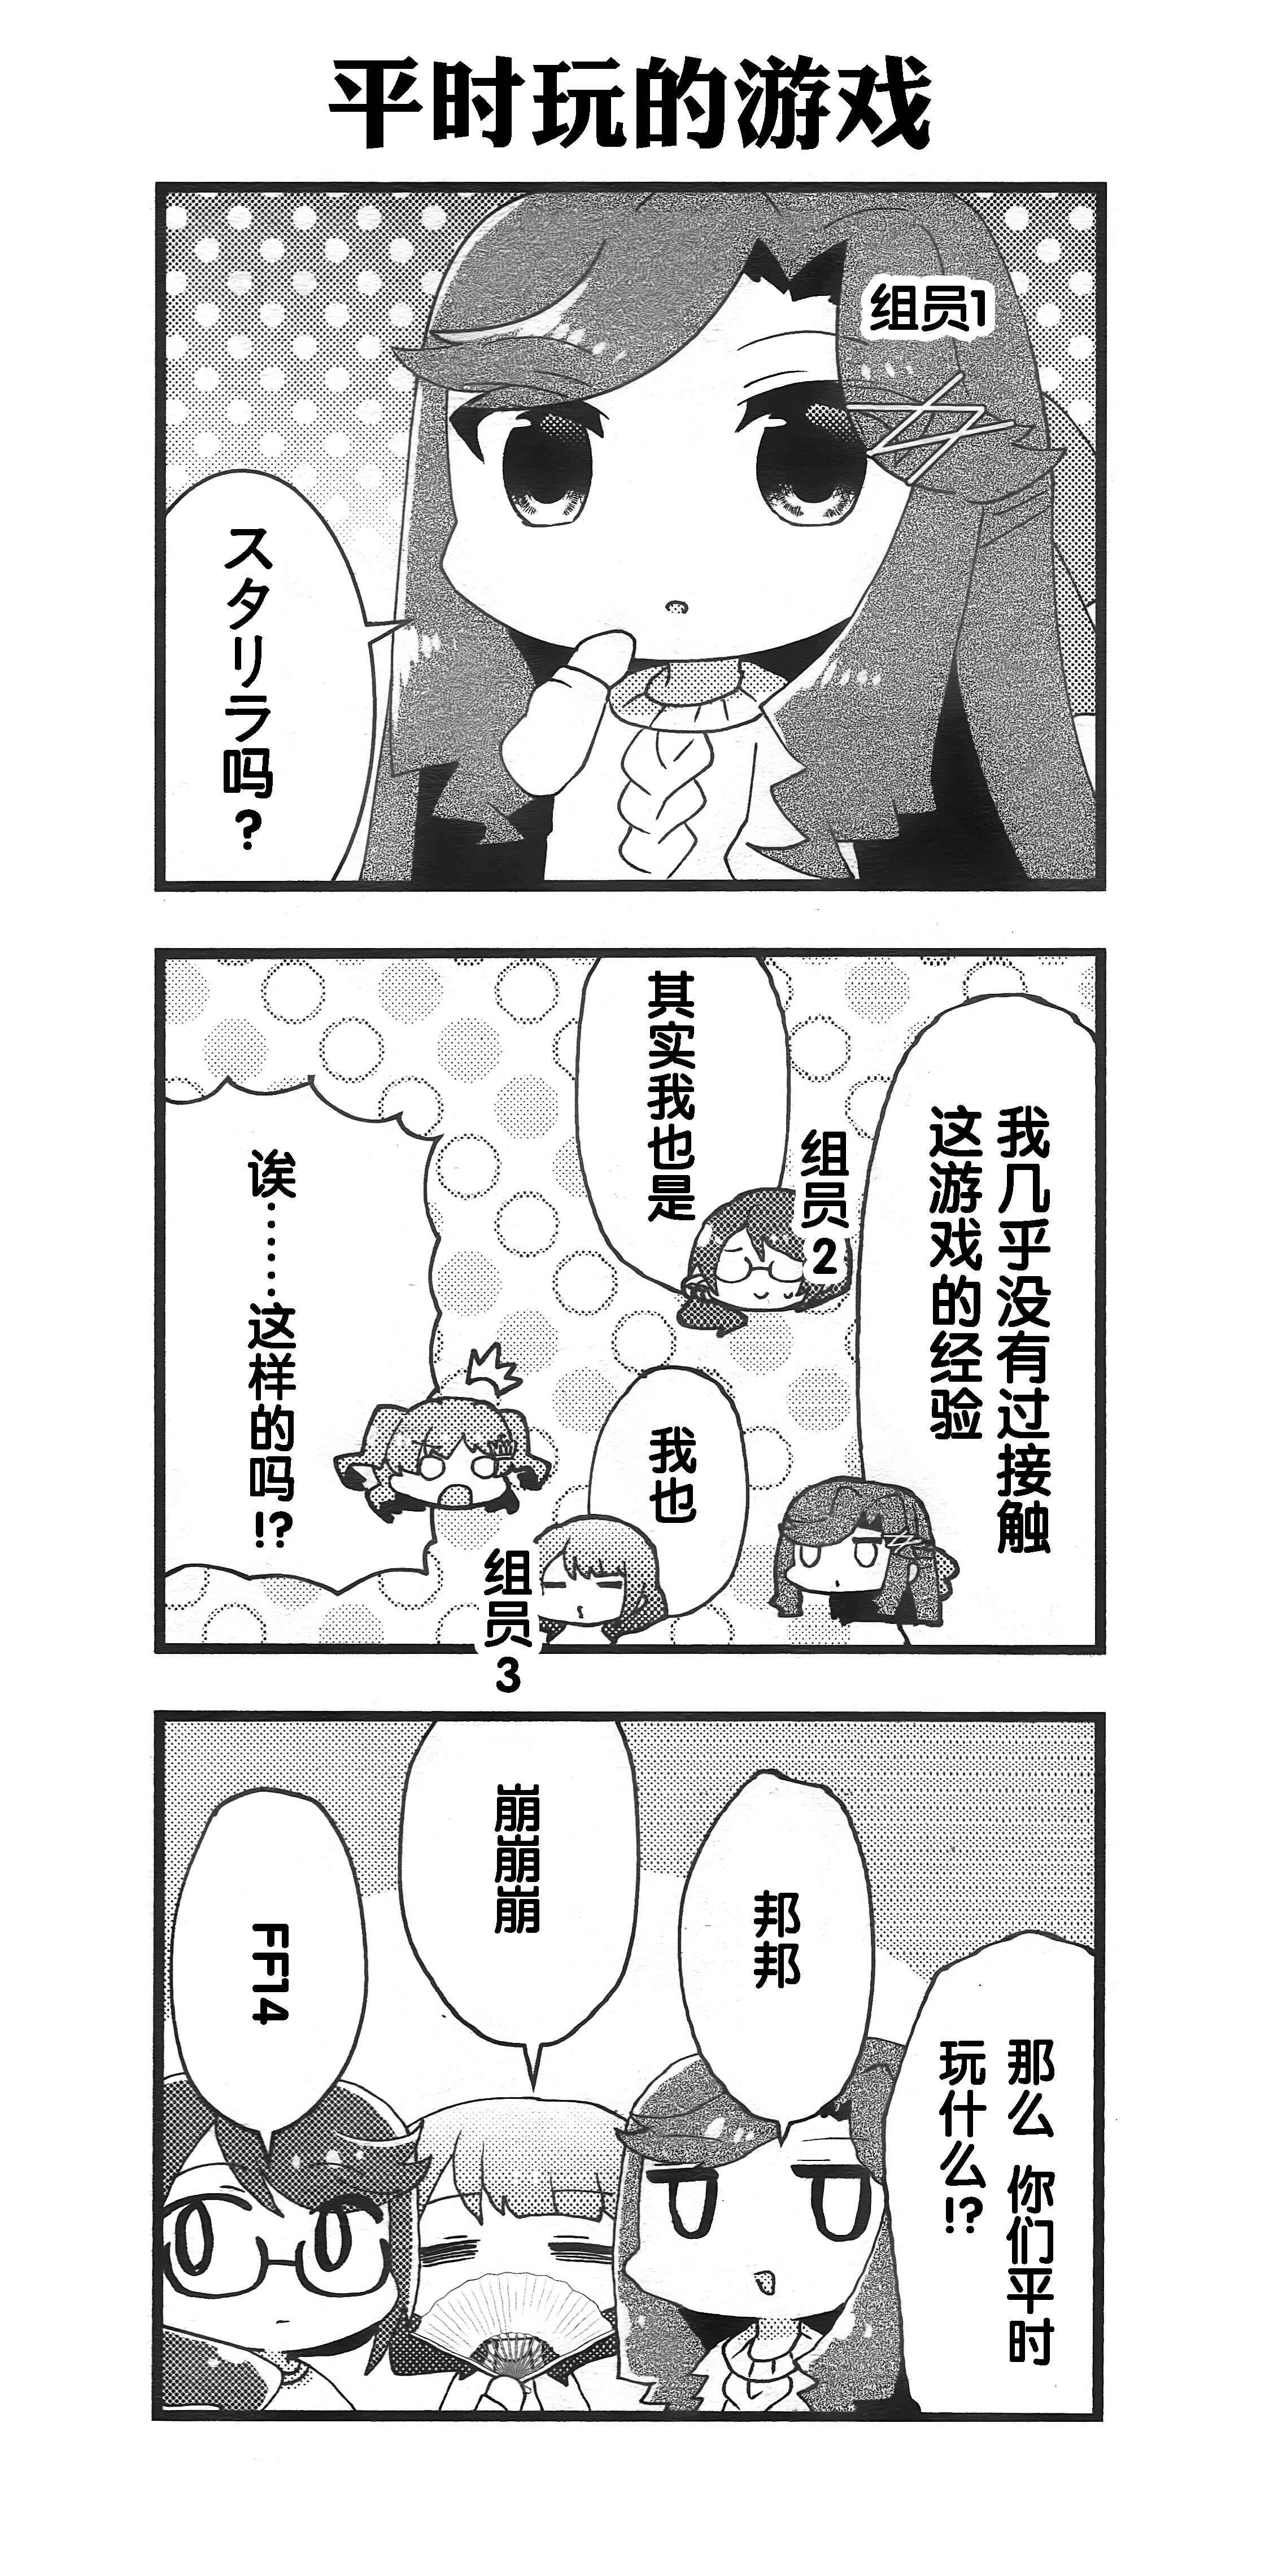 平时玩的游戏
组员1
スタリラ吗？
我几乎没有过接触
这游戏的经验
其实我也是
组员2
我也
组员3
诶……这样的吗!?
那么 你们平时
玩什么!?
邦邦
崩崩崩
FF14